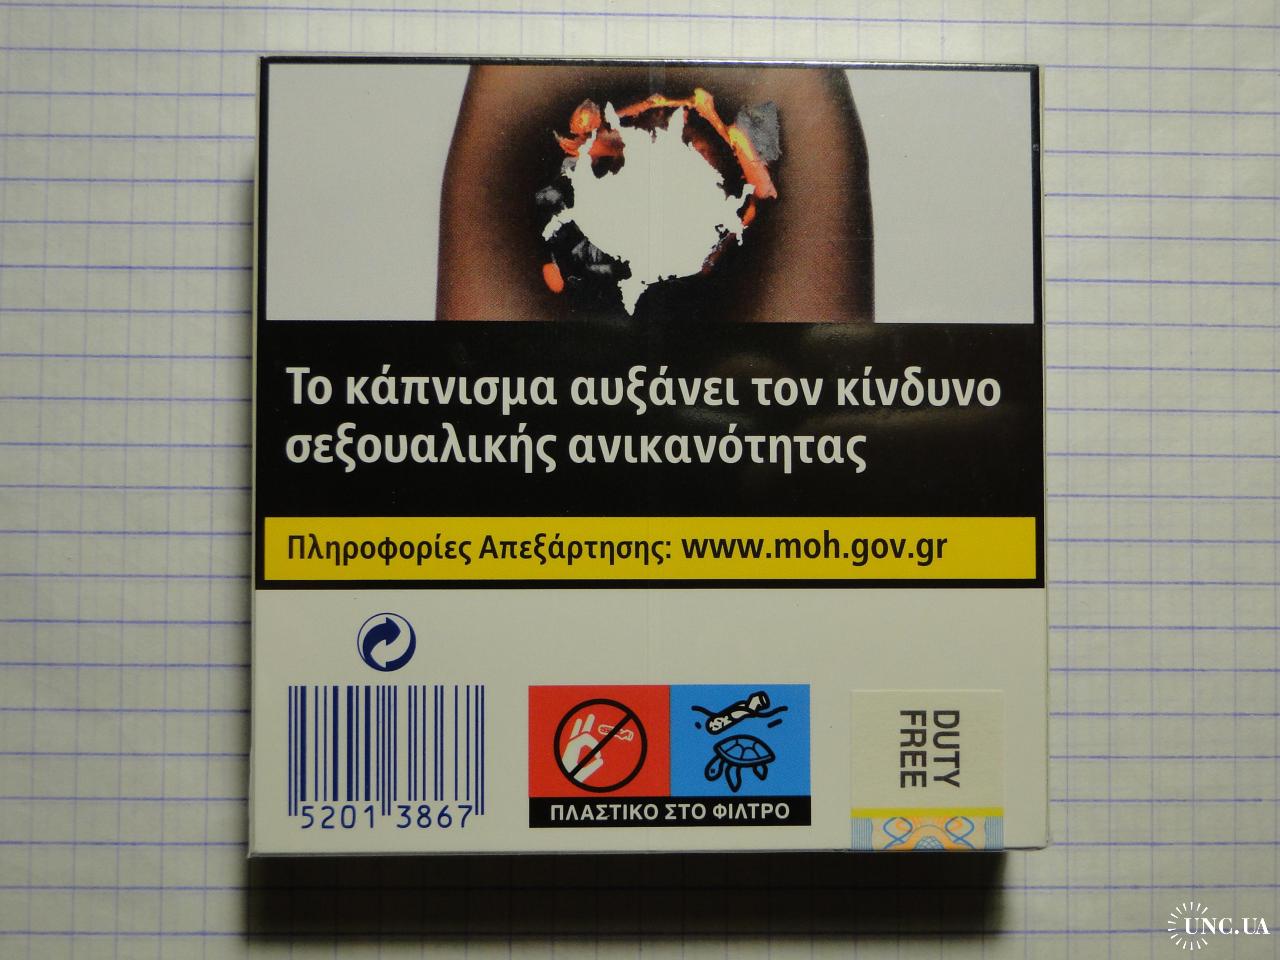 Το κάπνισμα αυξάνει τον κίνδυνο
σεξουαλικής ανικανότητας
Πληροφορίες Απεξάρτησης: www.moh.gov.gr
5201 3867
ΠΛΑΣΤΙΚΟ ΣΤΟ ΦΙΛΤΡΟ
DUTY
FREE
UNC.UA